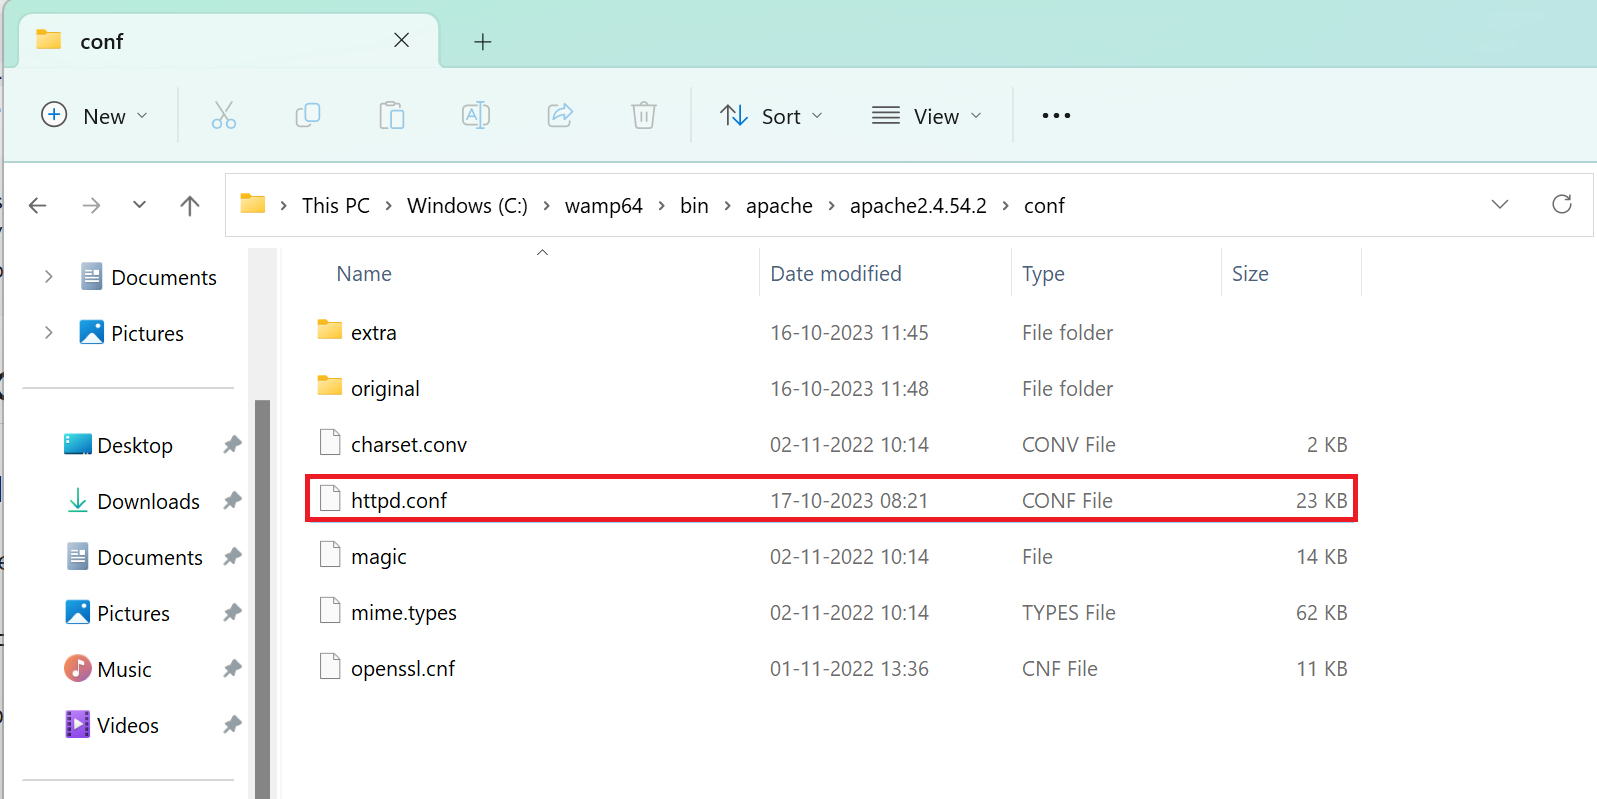 conf
New
Sort
View
This PC > Windows (C:) > wamp64 > bin > apache > apache2.4.54.2 > conf
Documents
Pictures
Desktop
Downloads
Documents
Pictures
Music
Videos
Name Date modified Type Size
extra 16-10-2023 11:45 File folder
original 16-10-2023 11:48 File folder
charset.conv 02-11-2022 10:14 CONV File 2 KB
httpd.conf 17-10-2023 08:21 CONF File 23 KB
magic 02-11-2022 10:14 File 14 KB
mime.types 02-11-2022 10:14 TYPES File 62 KB
openssl.cnf 01-11-2022 13:36 CNF File 11 KB